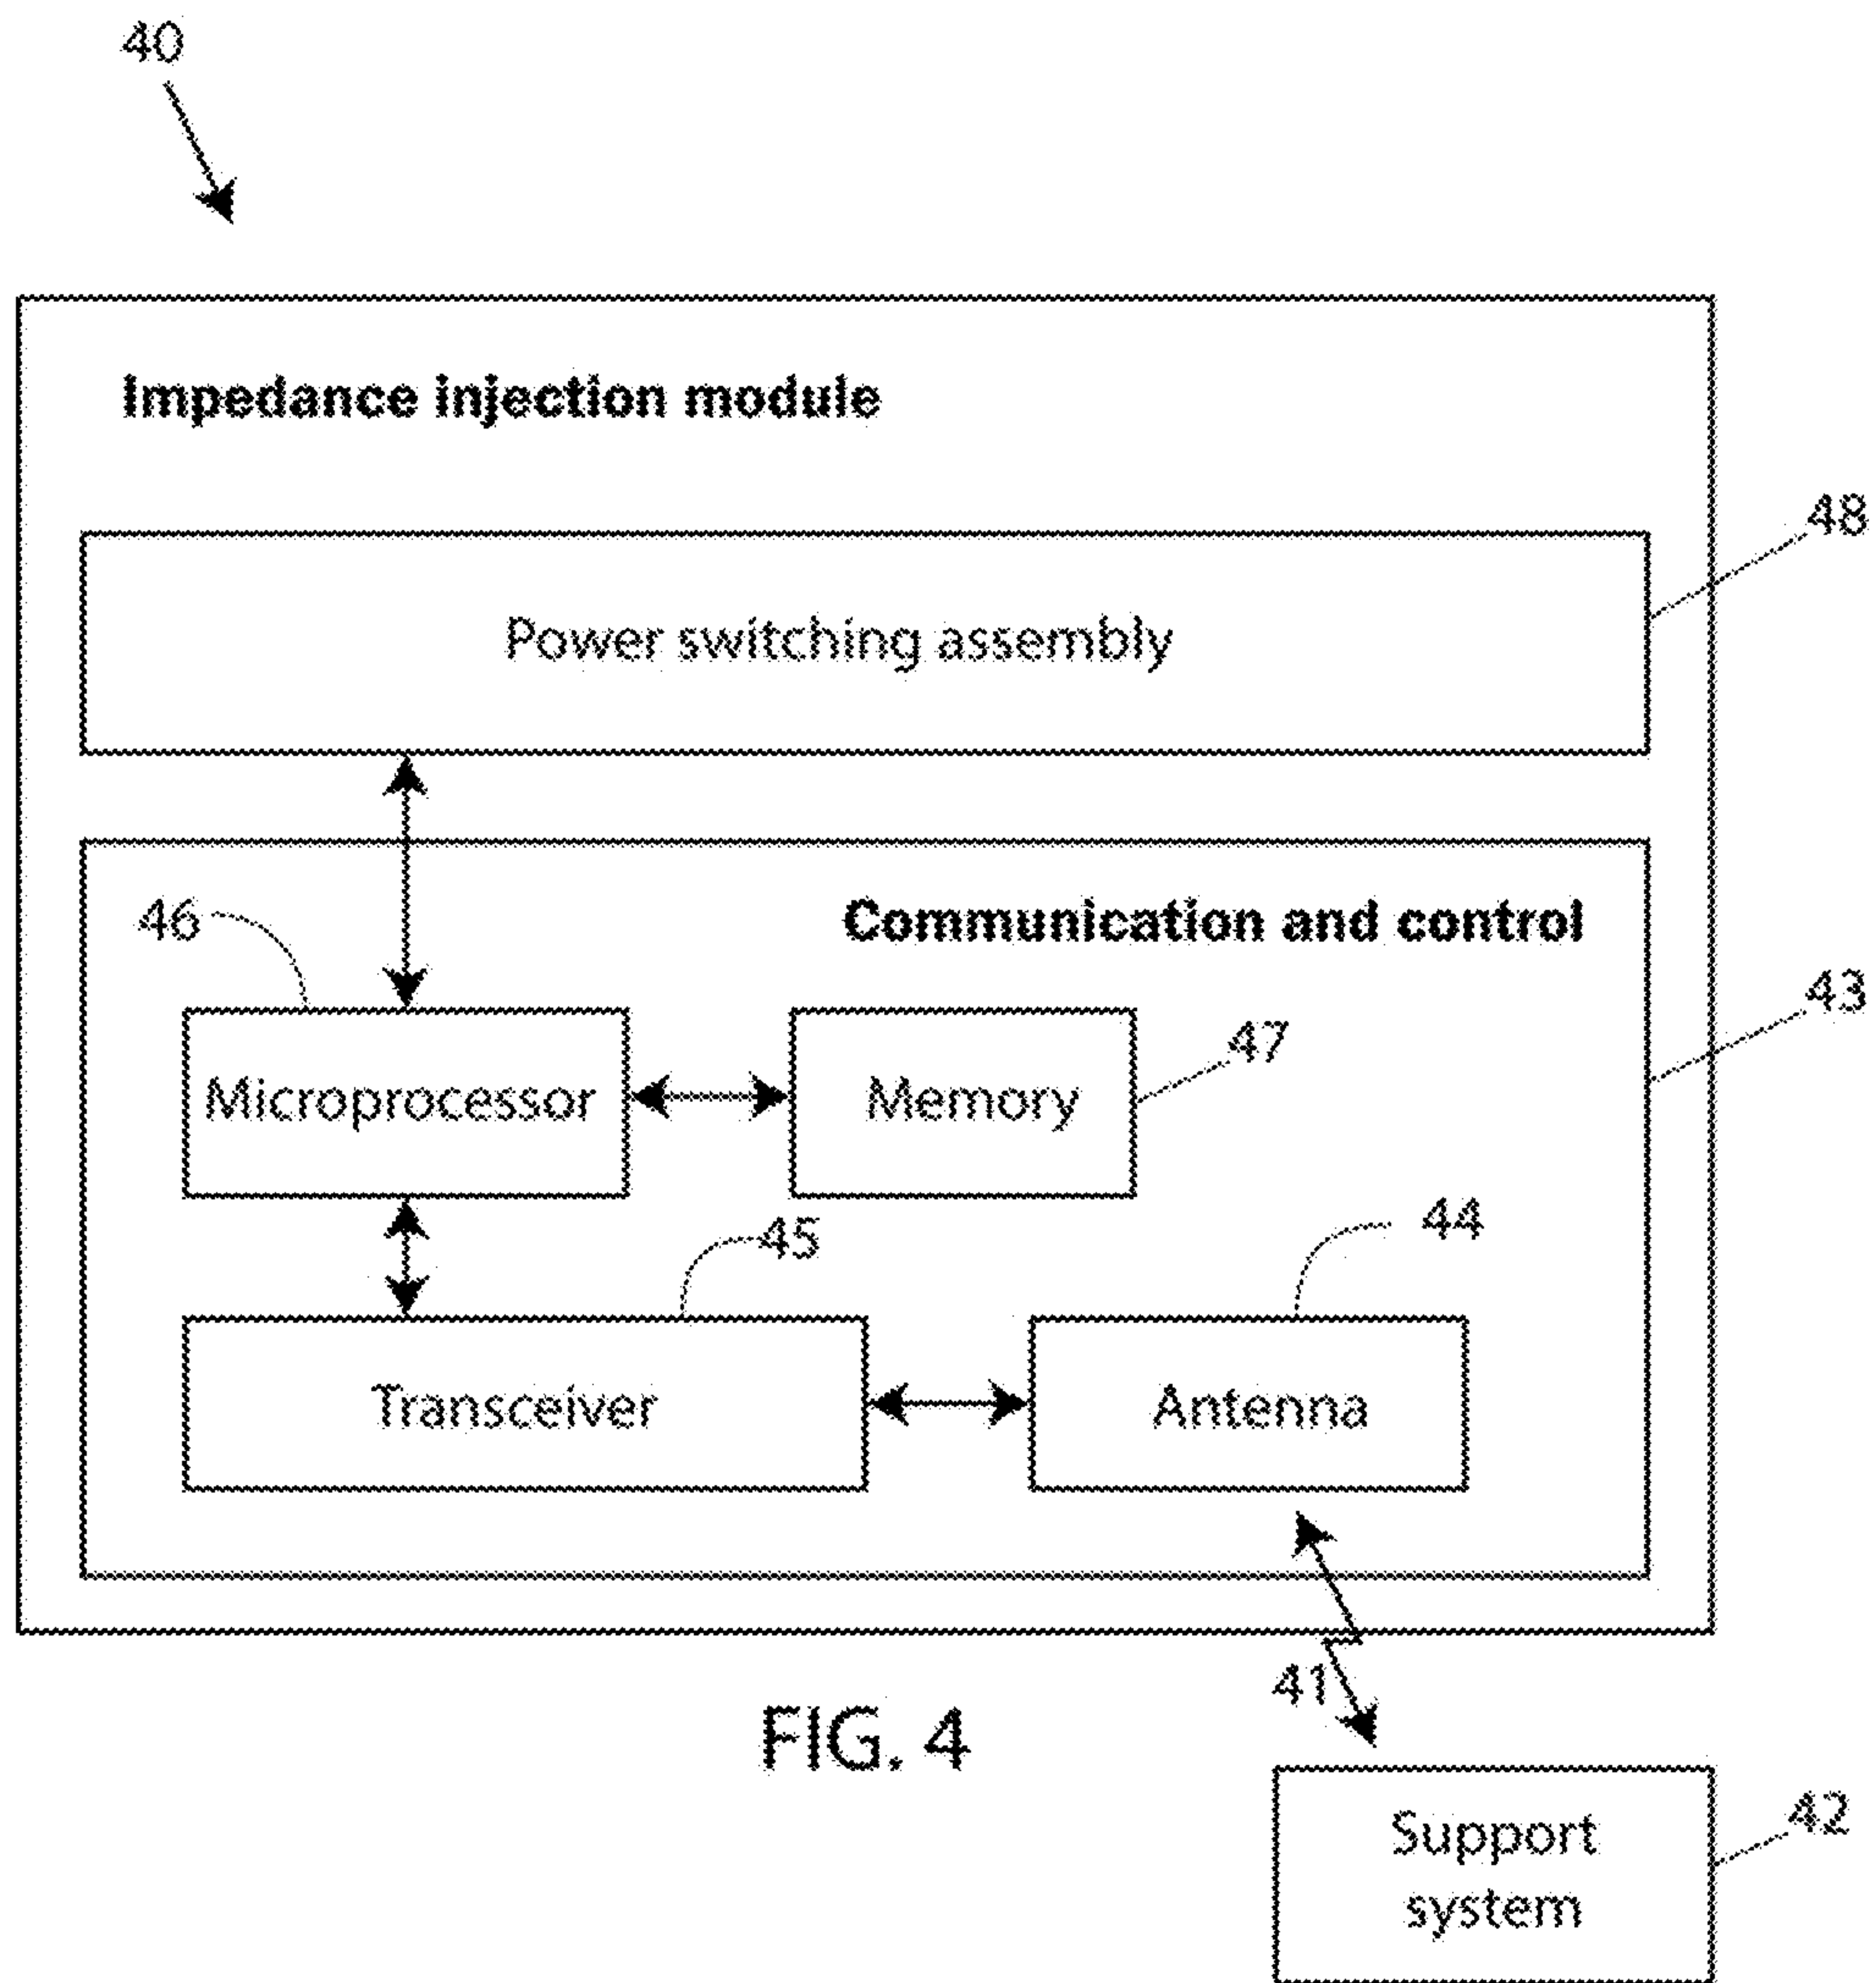 40
Impedance injection module
48
Power switching assembly
46
Communication and control
43
47
Microprocessor
Memory
45
44
Transceiver
Antenna
41
FIG. 4
42
Support
system